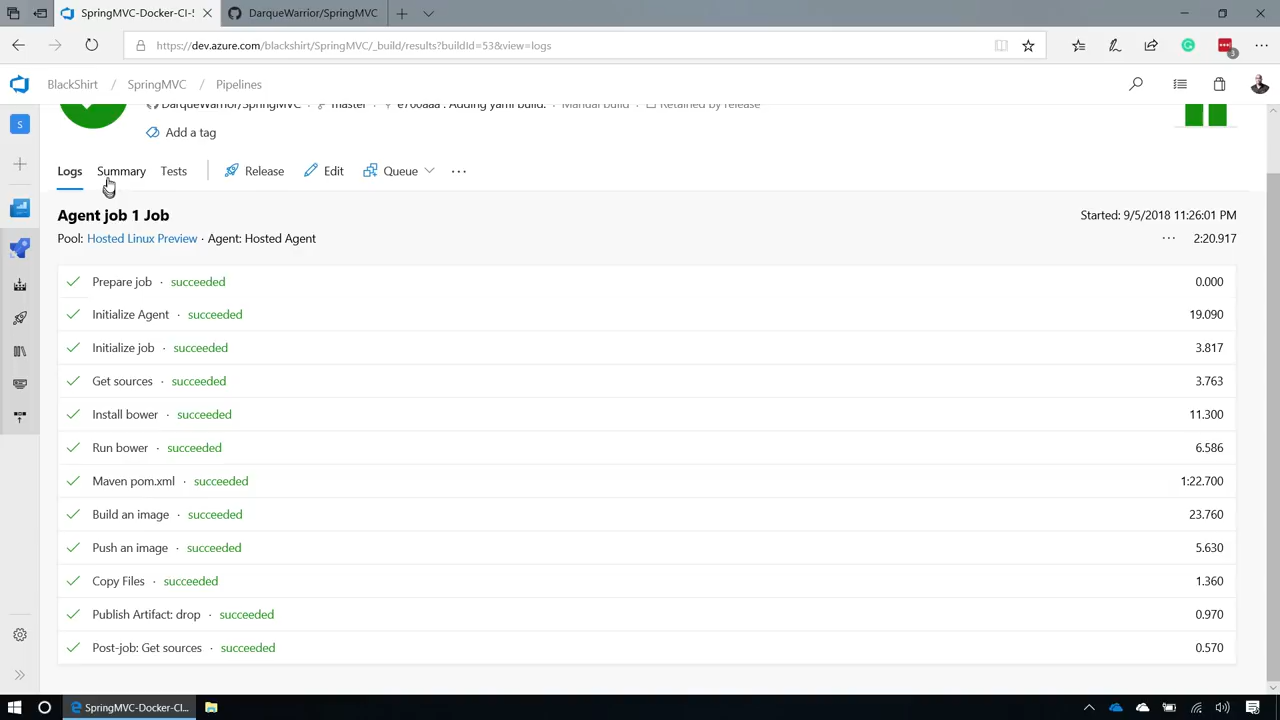 SpringMVC-Docker-CI-5
DarqueWarrior/SpringMVC
https://dev.azure.com/blackshirt/SpringMVC/_build/results?buildId=53&view=logs
3
BlackShirt / SpringMVC / Pipelines
DarqueWarrior/SpringMVC · master · e700aaa : Adding yaml build. · Manual build · Retained by release
S
Add a tag
Logs Summary Tests Release Edit Queue ···
Agent job 1 Job
Started: 9/5/2018 11:26:01 PM
Pool: Hosted Linux Preview · Agent: Hosted Agent
··· 2:20.917
Prepare job · succeeded 0.000
Initialize Agent · succeeded 19.090
Initialize job · succeeded 3.817
Get sources · succeeded 3.763
Install bower · succeeded 11.300
Run bower · succeeded 6.586
Maven pom.xml · succeeded 1:22.700
Build an image · succeeded 23.760
Push an image · succeeded 5.630
Copy Files · succeeded 1.360
Publish Artifact: drop · succeeded 0.970
Post-job: Get sources · succeeded 0.570
SpringMVC-Docker-CI...